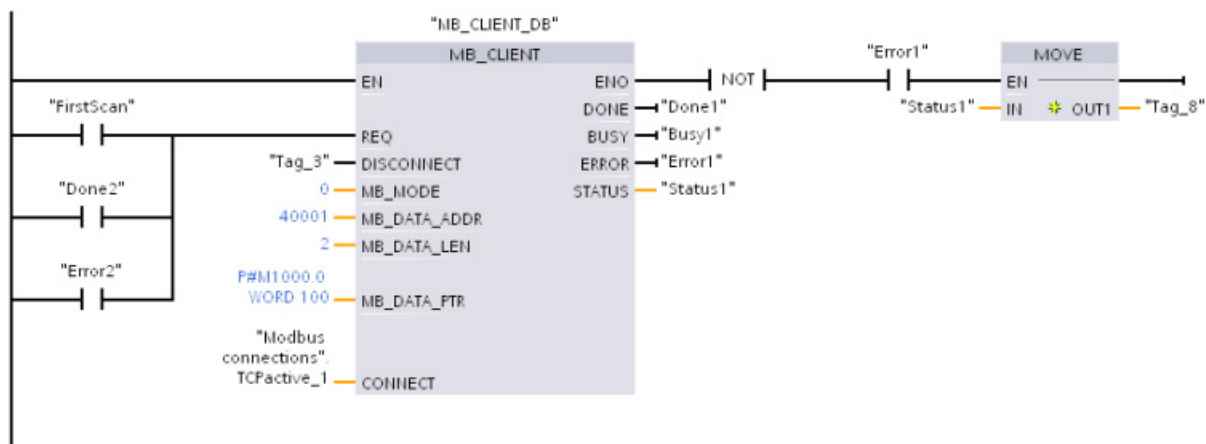 "MB_CLIENT_DB"
MB_CLIENT
"Error1"
MOVE
EN
ENO
NOT
EN
"FirstScan"
DONE
"Done1"
"Status1"
IN
OUT1
"Tag_8"
REQ
BUSY
"Busy1"
"Tag_3"
DISCONNECT
ERROR
"Error1"
"Done2"
0
MB_MODE
STATUS
"Status1"
40001
MB_DATA_ADDR
2
MB_DATA_LEN
"Error2"
P#M1000.0
WORD 100
MB_DATA_PTR
"Modbus
connections".
TCPactive_1
CONNECT